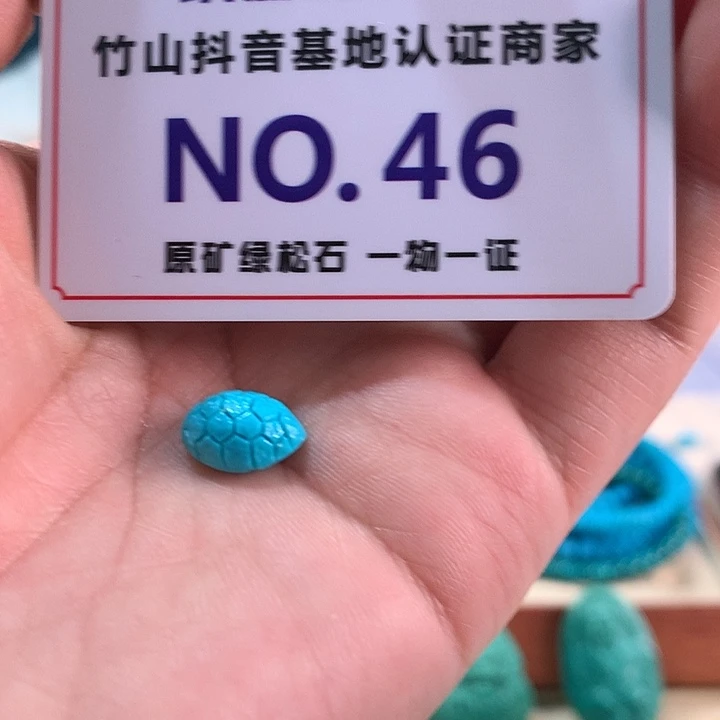 竹山抖音基地认证商家
NO. 46
原矿绿松石 一物一证